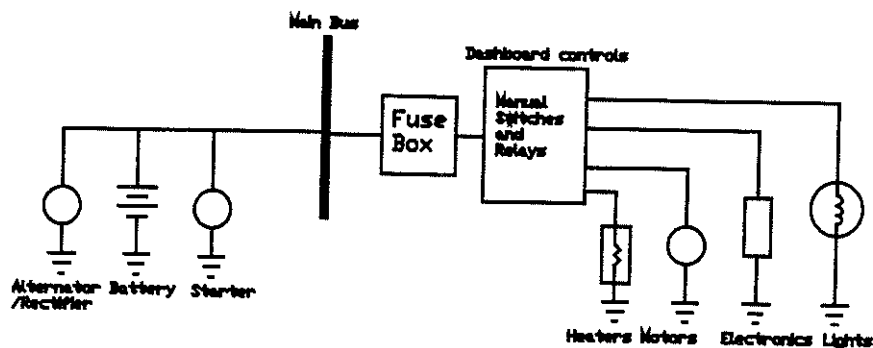 Main Bus
Dashboard controls
Fuse
Box
Manual
Switches
and
Relays
Alternator Battery Starter
/Rectifier
Heaters Motors Electronics Lights